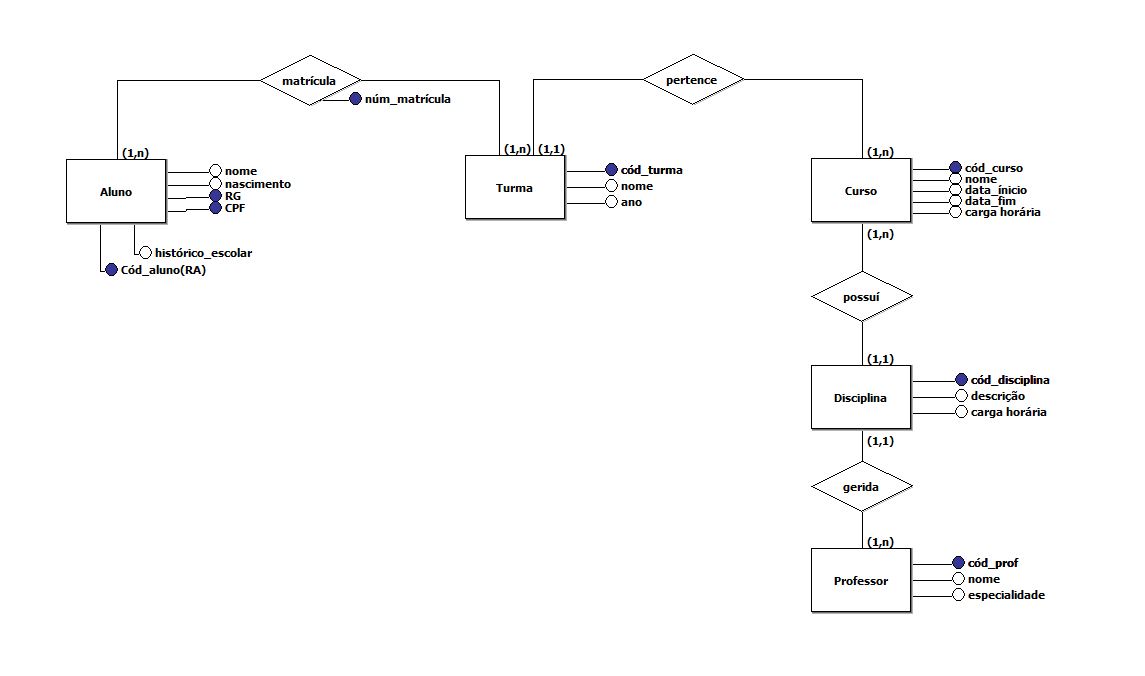 matrícula
núm_matrícula
pertence
(1,n)
(1,n)
(1,1)
(1,n)
Aluno
nome
nascimento
RG
CPF
histórico_escolar
Cód_aluno(RA)
Turma
cód_turma
nome
ano
Curso
cód_curso
nome
data_ínicio
data_fim
carga horária
(1,n)
possuí
(1,1)
Disciplina
cód_disciplina
descrição
carga horária
(1,1)
gerida
(1,n)
Professor
cód_prof
nome
especialidade